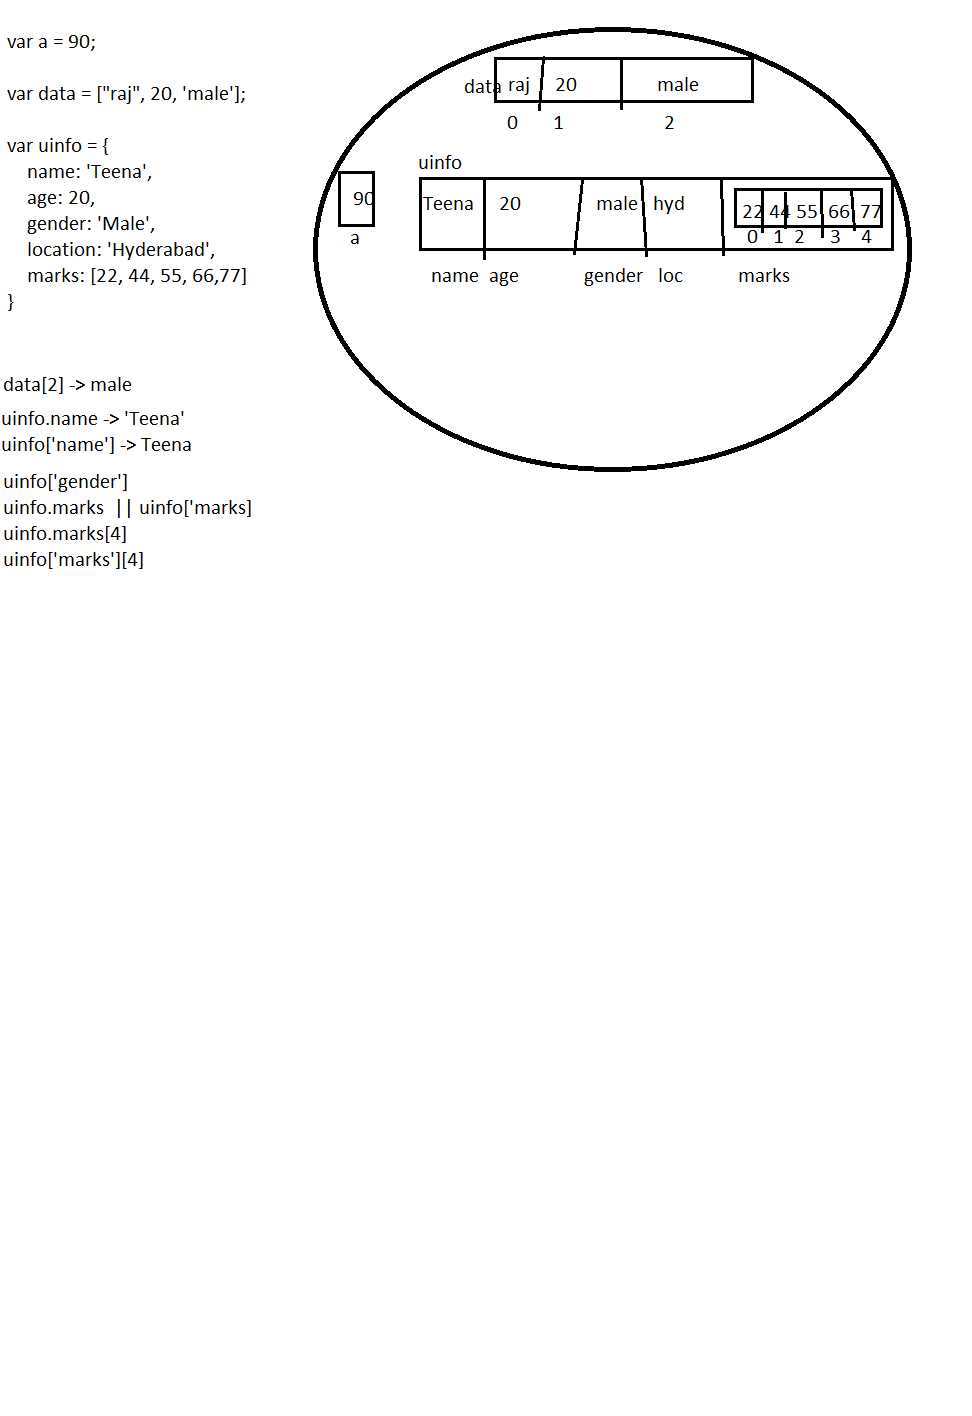 var a = 90;
var data = ["raj", 20, 'male'];
var uinfo = {
name: 'Teena',
age: 20,
gender: 'Male',
location: 'Hyderabad',
marks: [22, 44, 55, 66,77]
}
data[2] -> male
uinfo.name -> 'Teena'
uinfo['name'] -> Teena
uinfo['gender']
uinfo.marks || uinfo['marks]
uinfo.marks[4]
uinfo['marks'][4]
data raj 20 male
0 1 2
uinfo
90
a
Teena 20 male hyd 22 44 55 66 77
0 1 2 3 4
name age gender loc marks